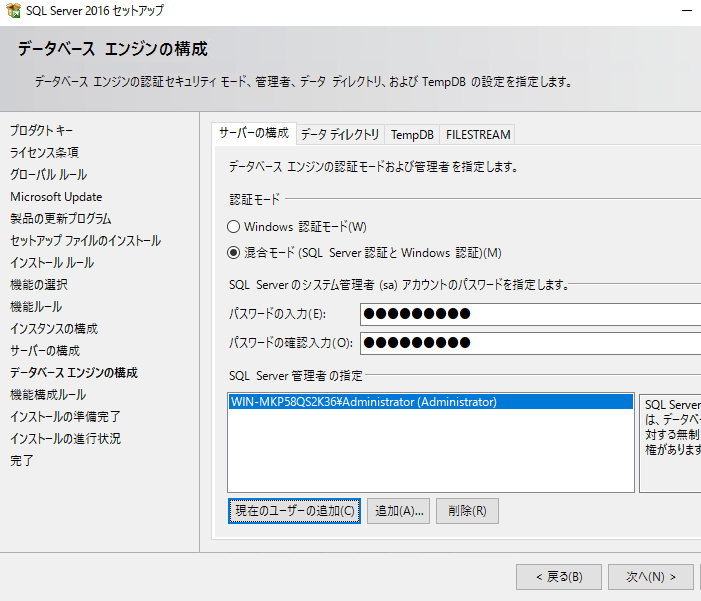 SQL Server 2016 セットアップ
データベース エンジンの構成
データベース エンジンの認証セキュリティ モード、管理者、データ ディレクトリ、および TempDB の設定を指定します。
プロダクト キー
ライセンス条項
グローバル ルール
Microsoft Update
製品の更新プログラム
セットアップ ファイルのインストール
インストール ルール
機能の選択
機能ルール
インスタンスの構成
サーバーの構成
データベース エンジンの構成
機能構成ルール
インストールの準備完了
インストールの進行状況
完了
サーバーの構成 データ ディレクトリ TempDB FILESTREAM
データベース エンジンの認証モードおよび管理者を指定します。
認証モード
Windows 認証モード(W)
混合モード (SQL Server 認証と Windows 認証)(M)
SQL Server のシステム管理者 (sa) アカウントのパスワードを指定します。
パスワードの入力(E): ●●●●●●●●●
パスワードの確認入力(O): ●●●●●●●●●
SQL Server 管理者の指定
WIN-MKP58QS2K36¥Administrator (Administrator)
SQL Server
は、データベ
対する無制
権があります
現在のユーザーの追加(C) 追加(A)... 削除(R)
< 戻る(B) 次へ(N) >